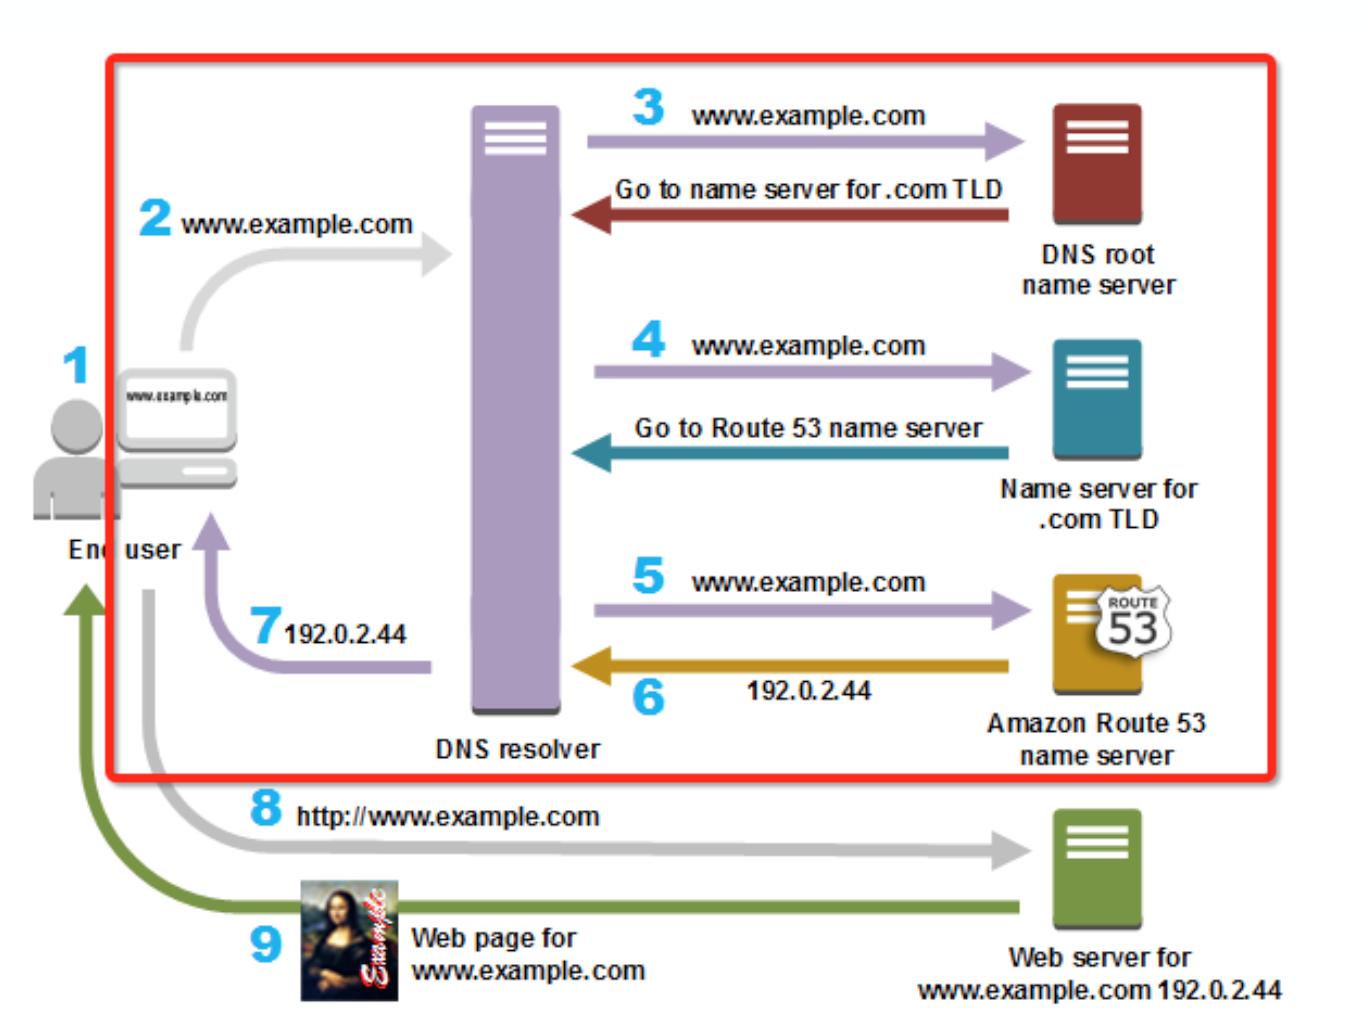 3 www.example.com
Go to name server for .com TLD
DNS root
name server
2 www.example.com
1
www.example.com
End user
4 www.example.com
Go to Route 53 name server
Name server for
.com TLD
5 www.example.com
ROUTE
53
6
192.0.2.44
Amazon Route 53
name server
7 192.0.2.44
DNS resolver
8 http://www.example.com
9
Example
Web page for
www.example.com
Web server for
www.example.com 192.0.2.44